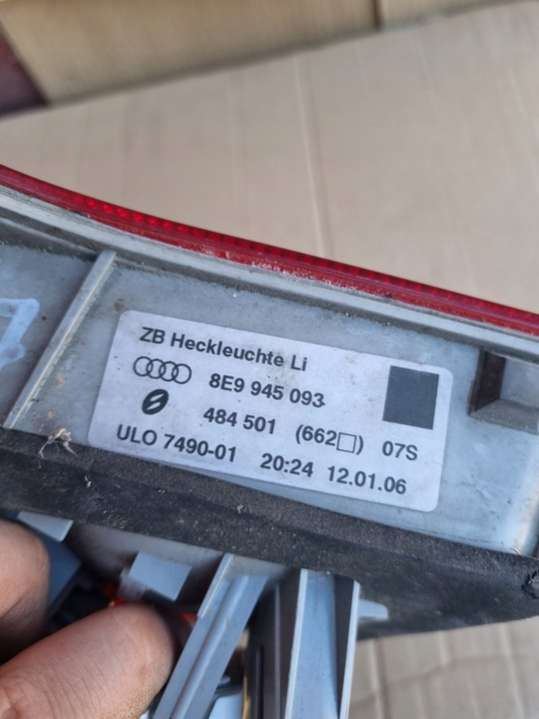 ZB Heckleuchte Li
8E9 945 093
484 501 (662□) 07S
ULO 7490-01 20:24 12.01.06